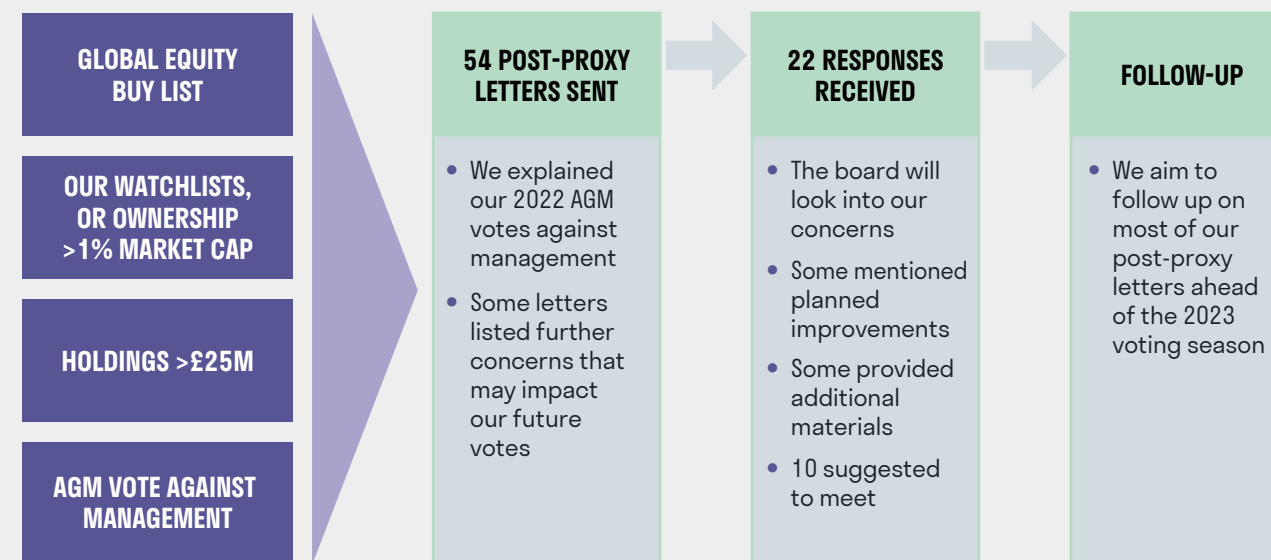 GLOBAL EQUITY
BUY LIST
OUR WATCHLISTS,
OR OWNERSHIP
>1% MARKET CAP
HOLDINGS >£25M
AGM VOTE AGAINST
MANAGEMENT
54 POST-PROXY
LETTERS SENT
• We explained
our 2022 AGM
votes against
management
• Some letters
listed further
concerns that
may impact
our future
votes
22 RESPONSES
RECEIVED
• The board will
look into our
concerns
• Some mentioned
planned
improvements
• Some provided
additional
materials
• 10 suggested
to meet
FOLLOW-UP
• We aim to
follow up on
most of our
post-proxy
letters ahead
of the 2023
voting season